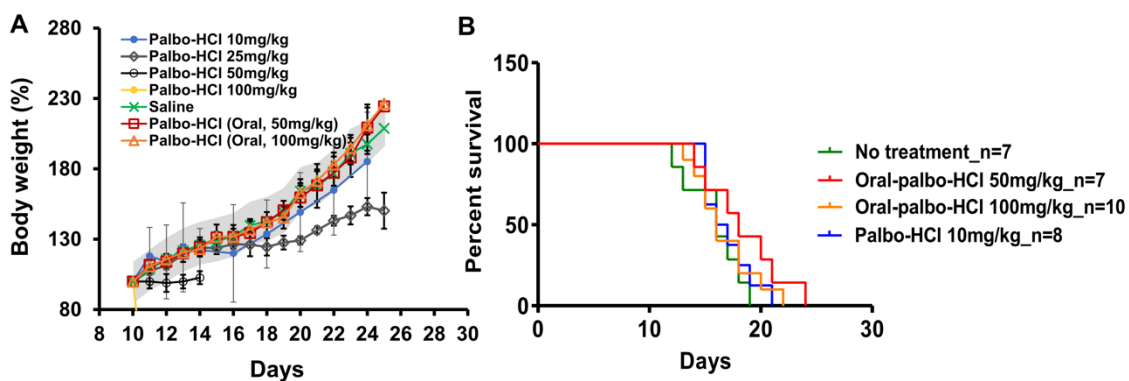 A
280
230
180
130
80
Body weight (%)
Palbo-HCl 10mg/kg
Palbo-HCl 25mg/kg
Palbo-HCl 50mg/kg
Palbo-HCl 100mg/kg
Saline
Palbo-HCl (Oral, 50mg/kg)
Palbo-HCl (Oral, 100mg/kg)
8 10 12 14 16 18 20 22 24 26 28
Days
B
150
100
50
0
Percent survival
0 10 20 30
Days
No treatment_n=7
Oral-palbo-HCl 50mg/kg_n=7
Oral-palbo-HCl 100mg/kg_n=10
Palbo-HCl 10mg/kg_n=8